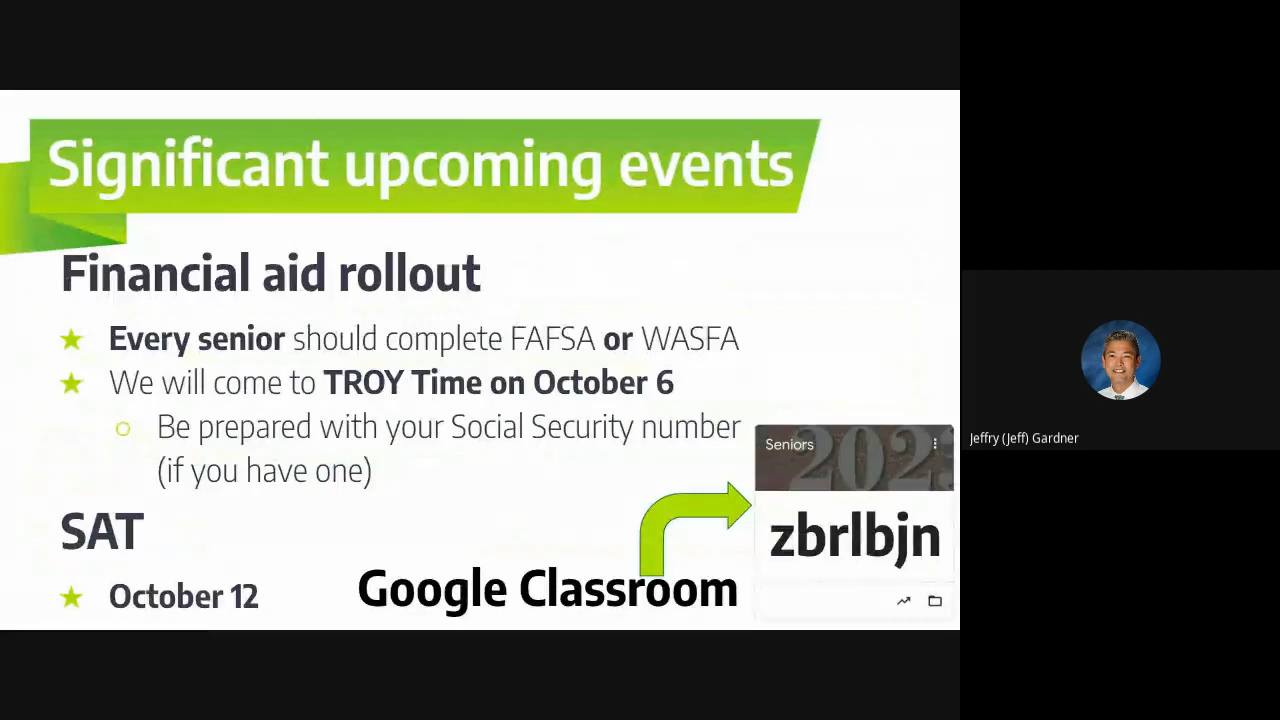 Significant upcoming events
Financial aid rollout
★ Every senior should complete FAFSA or WASFA
★ We will come to TROY Time on October 6
○ Be prepared with your Social Security number
(if you have one)
Seniors
2023
zbrlbjn
SAT
★ October 12
Google Classroom
Jeffry (Jeff) Gardner